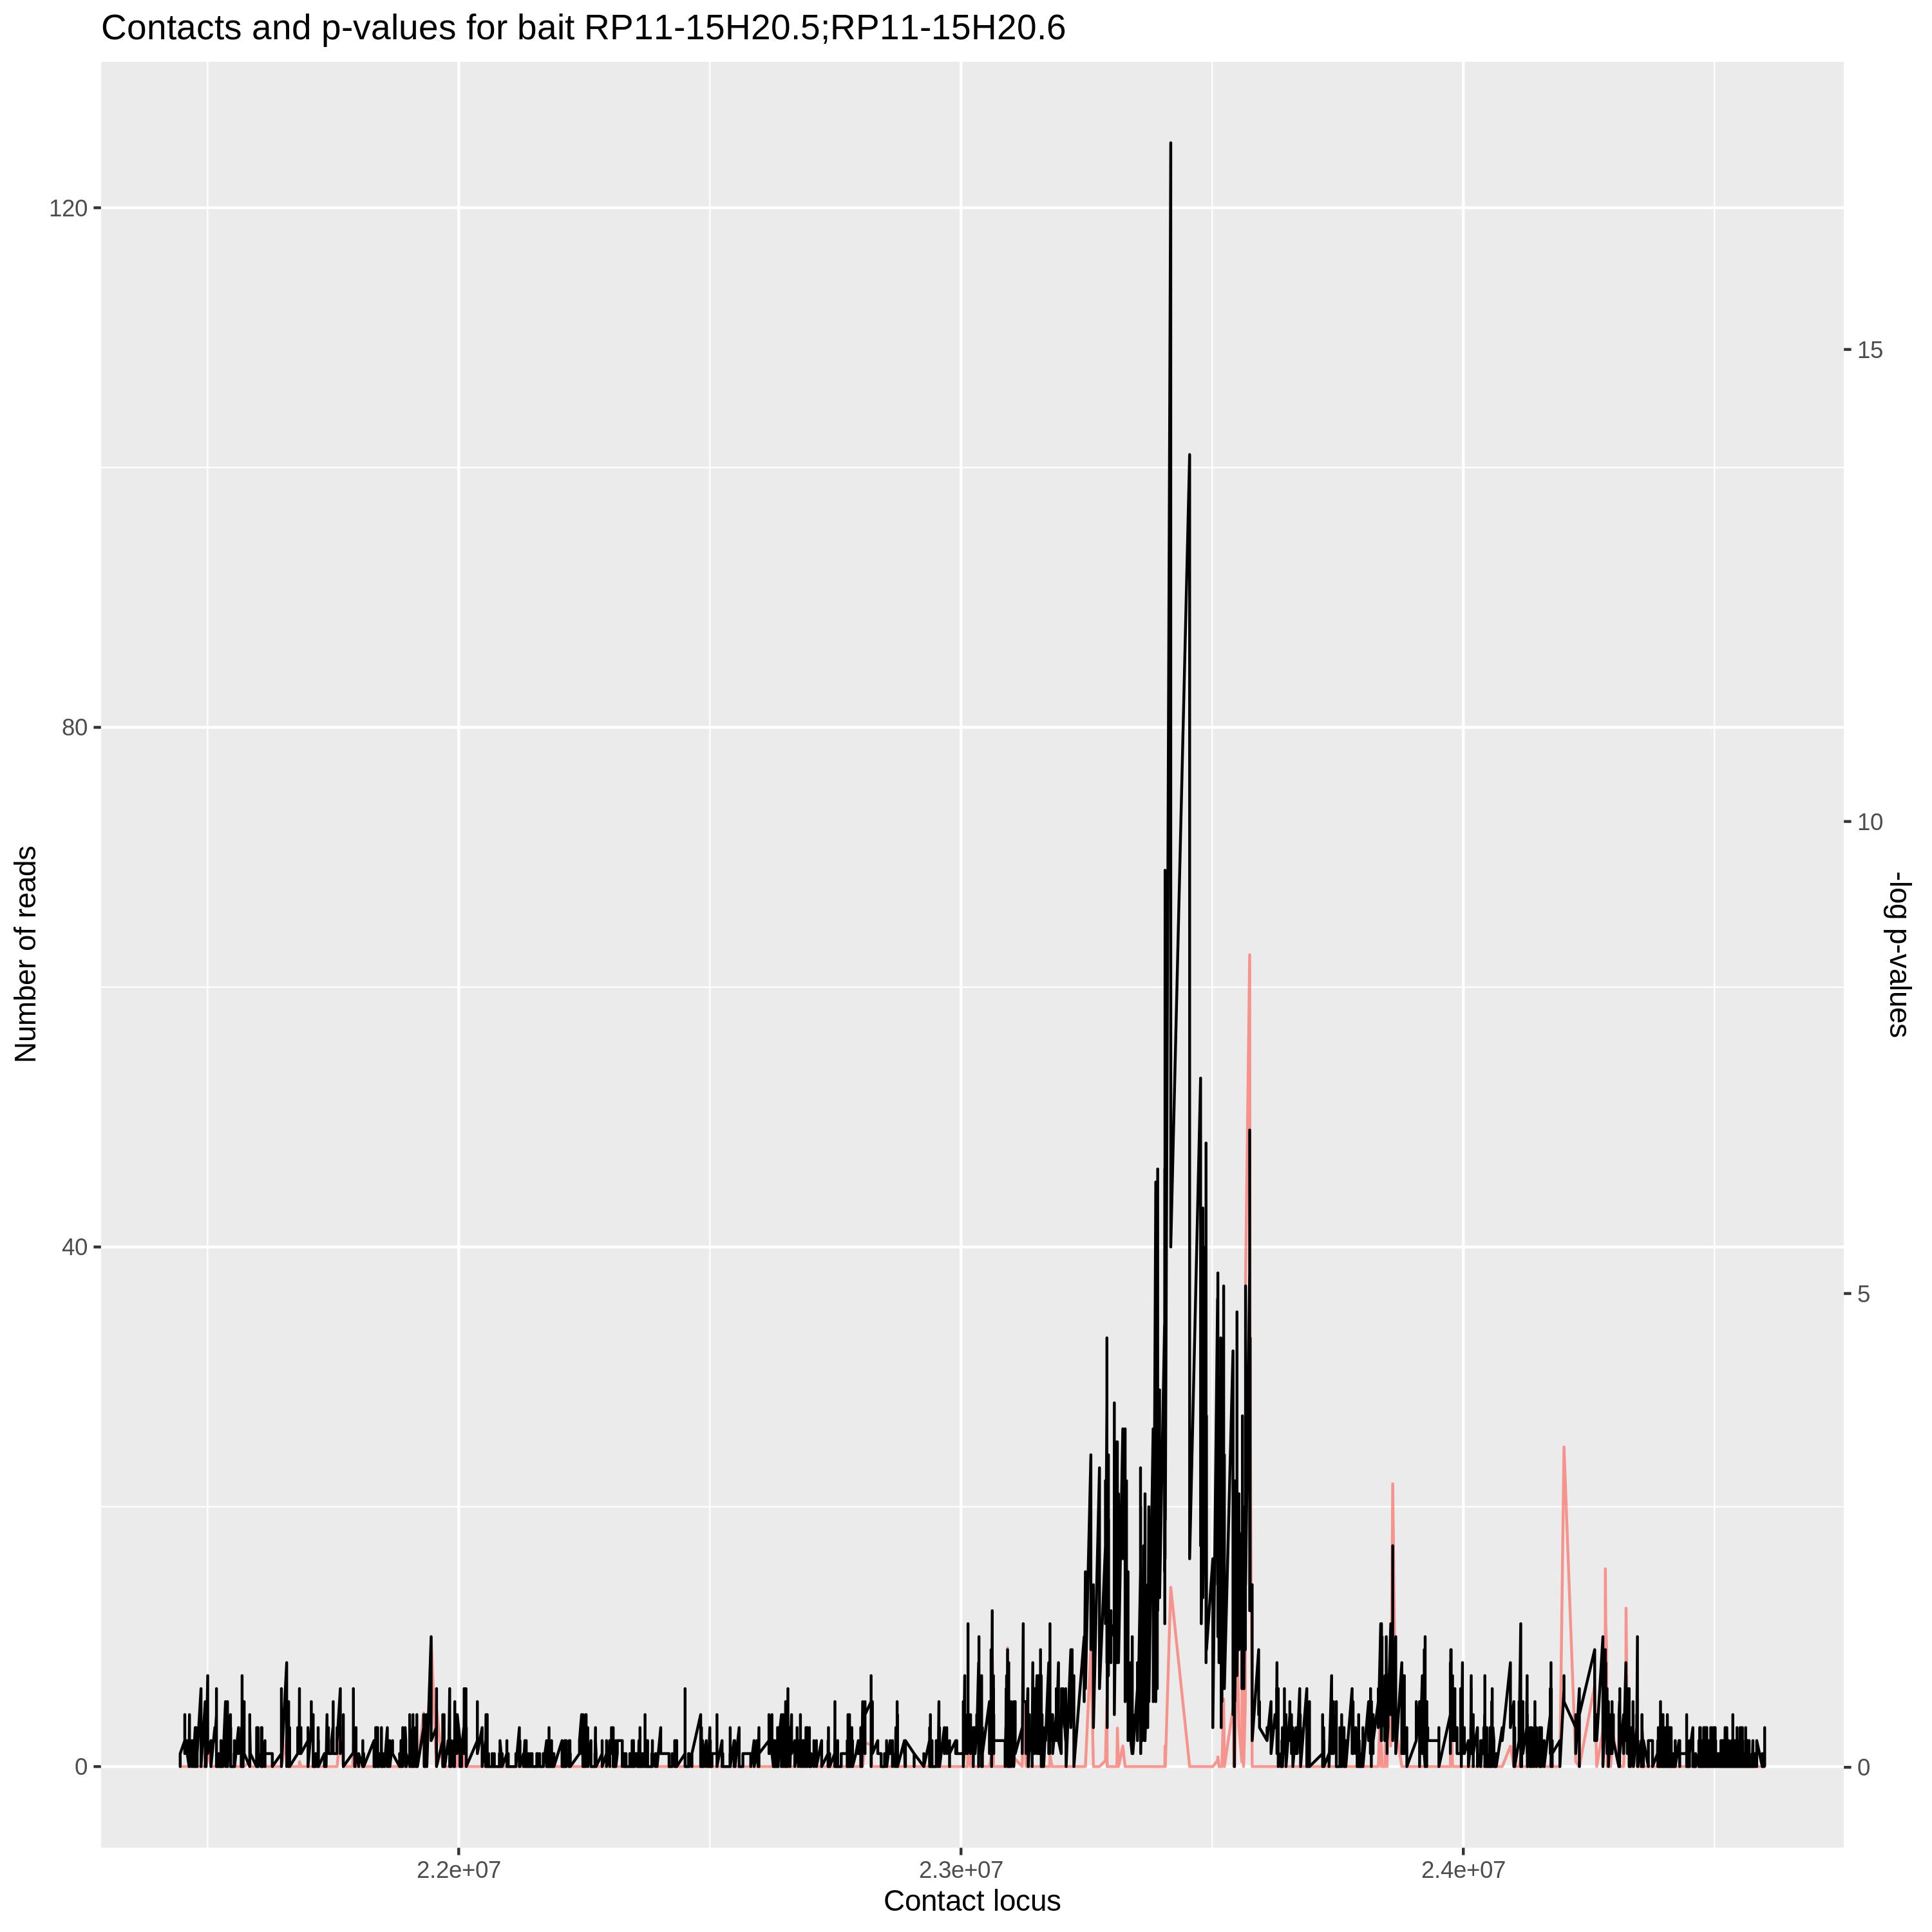 Contacts and p-values for bait RP11-15H20.5;RP11-15H20.6
120
80
40
0
Number of reads
15
10
5
0
-log p-values
2.2e+07
2.3e+07
2.4e+07
Contact locus